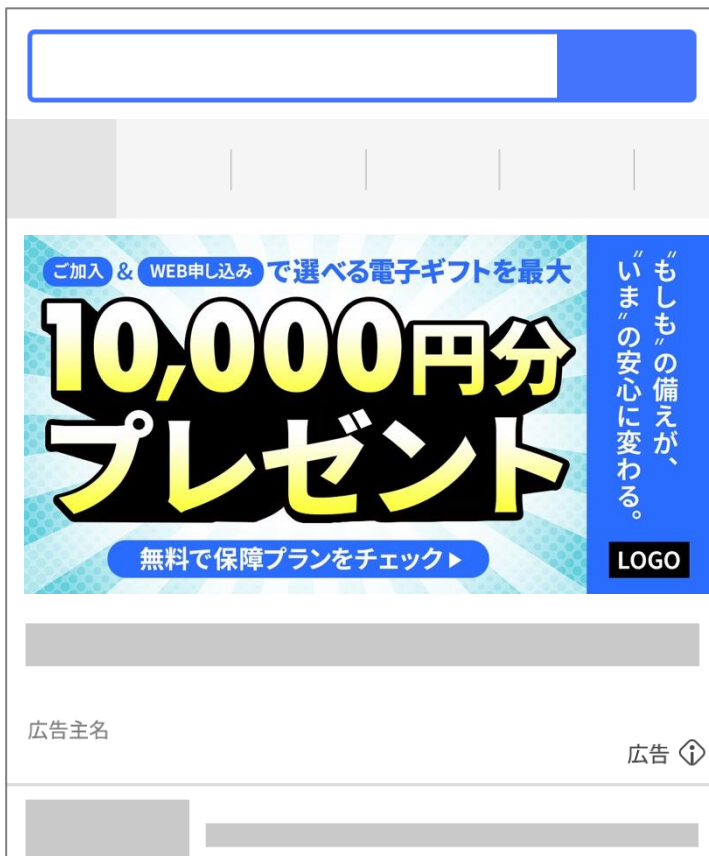 ご加入 & WEB申し込み で選べる電子ギフトを最大
10,000円分
プレゼント
無料で保障プランをチェック▶
〝もしも〟の備えが、
〝いま〟の安心に変わる。
LOGO
広告主名
広告